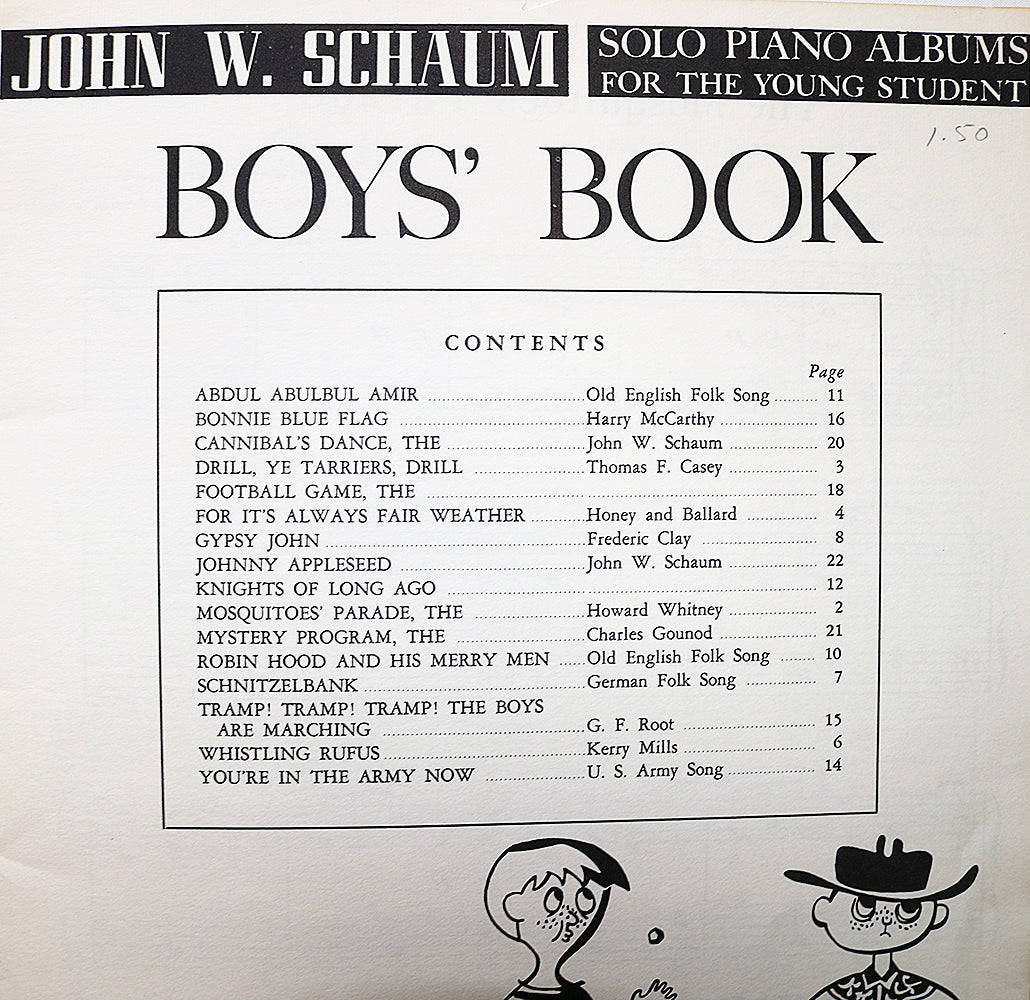 JOHN W. SCHAUM
SOLO PIANO ALBUMS
FOR THE YOUNG STUDENT
1.50
BOYS' BOOK
CONTENTS
Page
ABDUL ABULBUL AMIR ........ Old English Folk Song ........ 11
BONNIE BLUE FLAG ........ Harry McCarthy ........ 16
CANNIBAL'S DANCE, THE ........ John W. Schaum ........ 20
DRILL, YE TARRIERS, DRILL ........ Thomas F. Casey ........ 3
FOOTBALL GAME, THE ........ 18
FOR IT'S ALWAYS FAIR WEATHER ........ Honey and Ballard ........ 4
GYPSY JOHN ........ Frederic Clay ........ 8
JOHNNY APPLESEED ........ John W. Schaum ........ 22
KNIGHTS OF LONG AGO ........ 12
MOSQUITOES' PARADE, THE ........ Howard Whitney ........ 2
MYSTERY PROGRAM, THE ........ Charles Gounod ........ 21
ROBIN HOOD AND HIS MERRY MEN ........ Old English Folk Song ........ 10
SCHNITZELBANK ........ German Folk Song ........ 7
TRAMP! TRAMP! TRAMP! THE BOYS
ARE MARCHING ........ G. F. Root ........ 15
WHISTLING RUFUS ........ Kerry Mills ........ 6
YOU'RE IN THE ARMY NOW ........ U. S. Army Song ........ 14